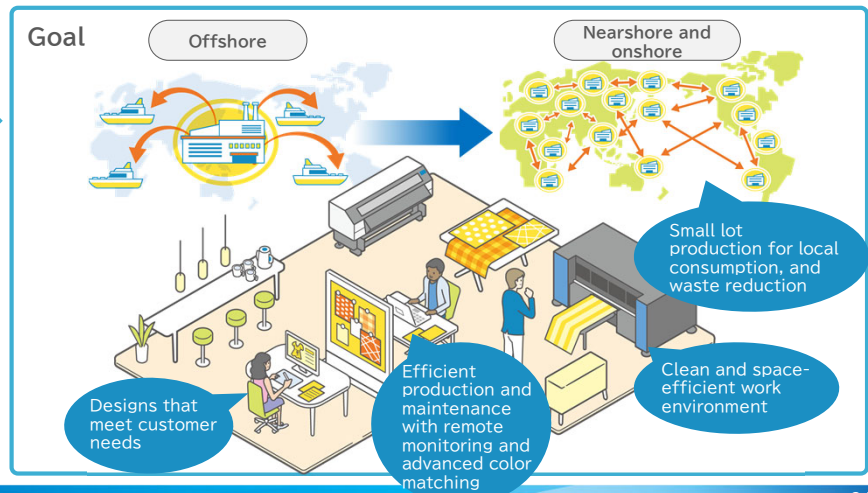 Goal
Offshore
Nearshore and
onshore
Small lot
production for local
consumption, and
waste reduction
Clean and space-
efficient work
environment
Efficient
production and
maintenance
with remote
monitoring and
advanced color
matching
Designs that
meet customer
needs